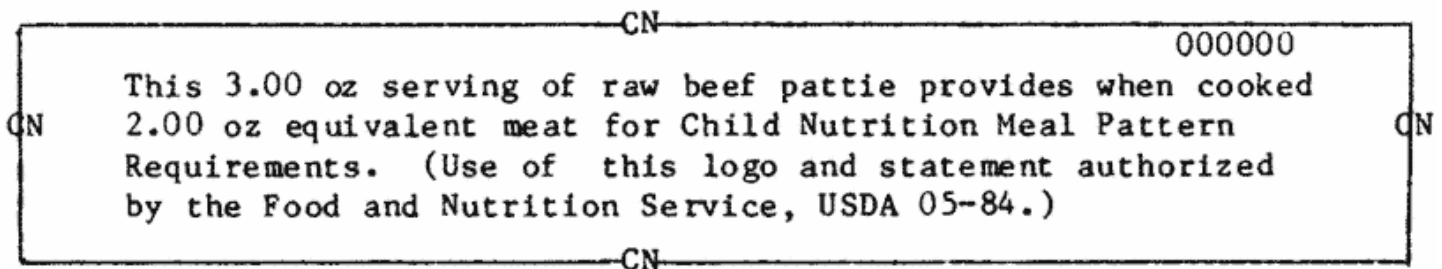 CN
000000
This 3.00 oz serving of raw beef pattie provides when cooked
CN 2.00 oz equivalent meat for Child Nutrition Meal Pattern CN
Requirements. (Use of this logo and statement authorized
by the Food and Nutrition Service, USDA 05-84.)
CN